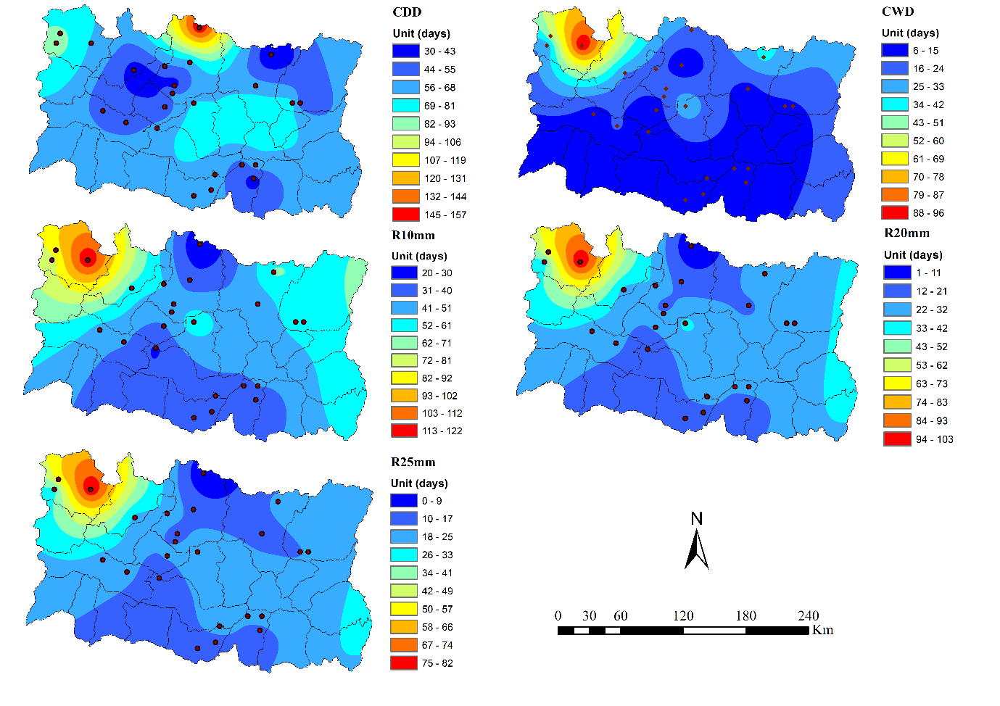 CDD
Unit (days)
30 - 43
44 - 55
56 - 68
69 - 81
82 - 93
94 - 106
107 - 119
120 - 131
132 - 144
145 - 157
CWD
Unit (days)
6 - 15
16 - 24
25 - 33
34 - 42
43 - 51
52 - 60
61 - 69
70 - 78
79 - 87
88 - 96
R10mm
Unit (days)
20 - 30
31 - 40
41 - 51
52 - 61
62 - 71
72 - 81
82 - 92
93 - 102
103 - 112
113 - 122
R20mm
Unit (days)
1 - 11
12 - 21
22 - 32
33 - 42
43 - 52
53 - 62
63 - 73
74 - 83
84 - 93
94 - 103
R25mm
Unit (days)
0 - 9
10 - 17
18 - 25
26 - 33
34 - 41
42 - 49
50 - 57
58 - 66
67 - 74
75 - 82
N
0 30 60 120 180 240
Km